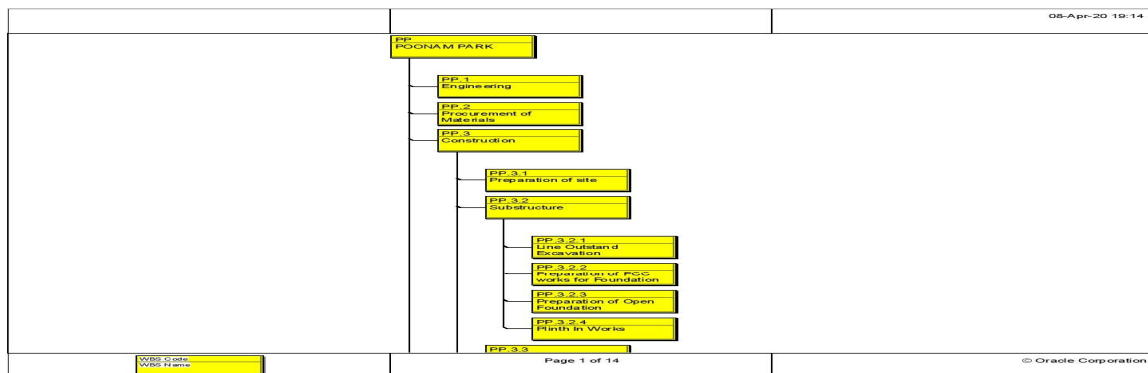 08-Apr-20 19:14
PP
POONAM PARK
PP.1
Engineering
PP.2
Procurement of
Materials
PP.3
Construction
PP.3.1
Preparation of site
PP.3.2
Substructure
PP.3.2.1
Line Outstand
Excavation
PP.3.2.2
Preparation of PCC
works for Foundation
PP.3.2.3
Preparation of Open
Foundation
PP.3.2.4
Plinth In Works
PP.3.3
WBS Code
WBS Name
Page 1 of 14
© Oracle Corporation